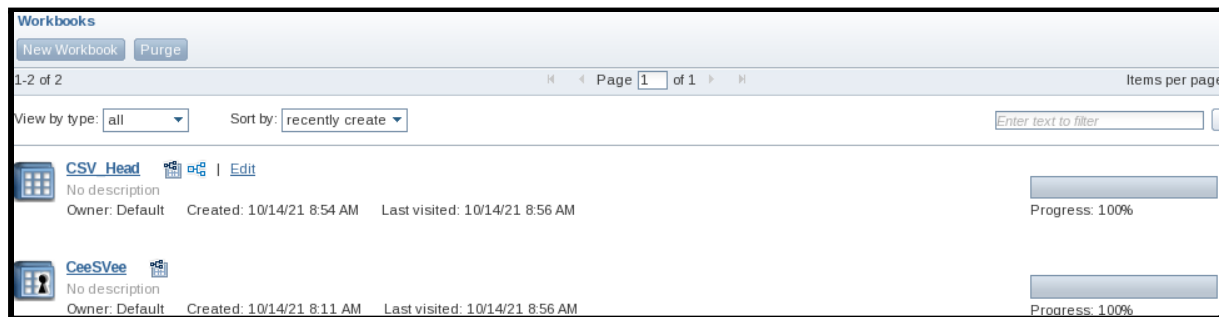 Workbooks
New Workbook Purge
1-2 of 2 Page 1 of 1 Items per page
View by type: all Sort by: recently create Enter text to filter
CSV_Head | Edit
No description
Owner: Default Created: 10/14/21 8:54 AM Last visited: 10/14/21 8:56 AM Progress: 100%
CeeSVee
No description
Owner: Default Created: 10/14/21 8:11 AM Last visited: 10/14/21 8:56 AM Progress: 100%